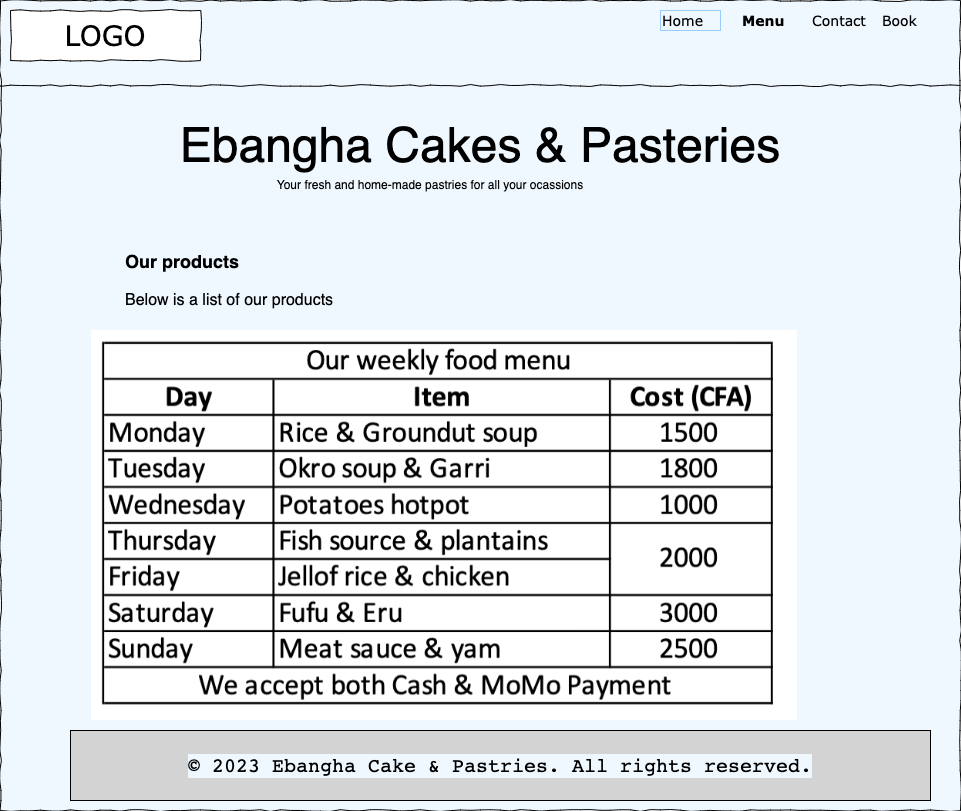 LOGO
Home Menu Contact Book
Ebangha Cakes & Pasteries
Your fresh and home-made pastries for all your ocassions
Our products
Below is a list of our products
Our weekly food menu
Day Item Cost (CFA)
Monday Rice & Groundut soup 1500
Tuesday Okro soup & Garri 1800
Wednesday Potatoes hotpot 1000
Thursday Fish source & plantains 2000
Friday Jellof rice & chicken
Saturday Fufu & Eru 3000
Sunday Meat sauce & yam 2500
We accept both Cash & MoMo Payment
© 2023 Ebangha Cake & Pastries. All rights reserved.